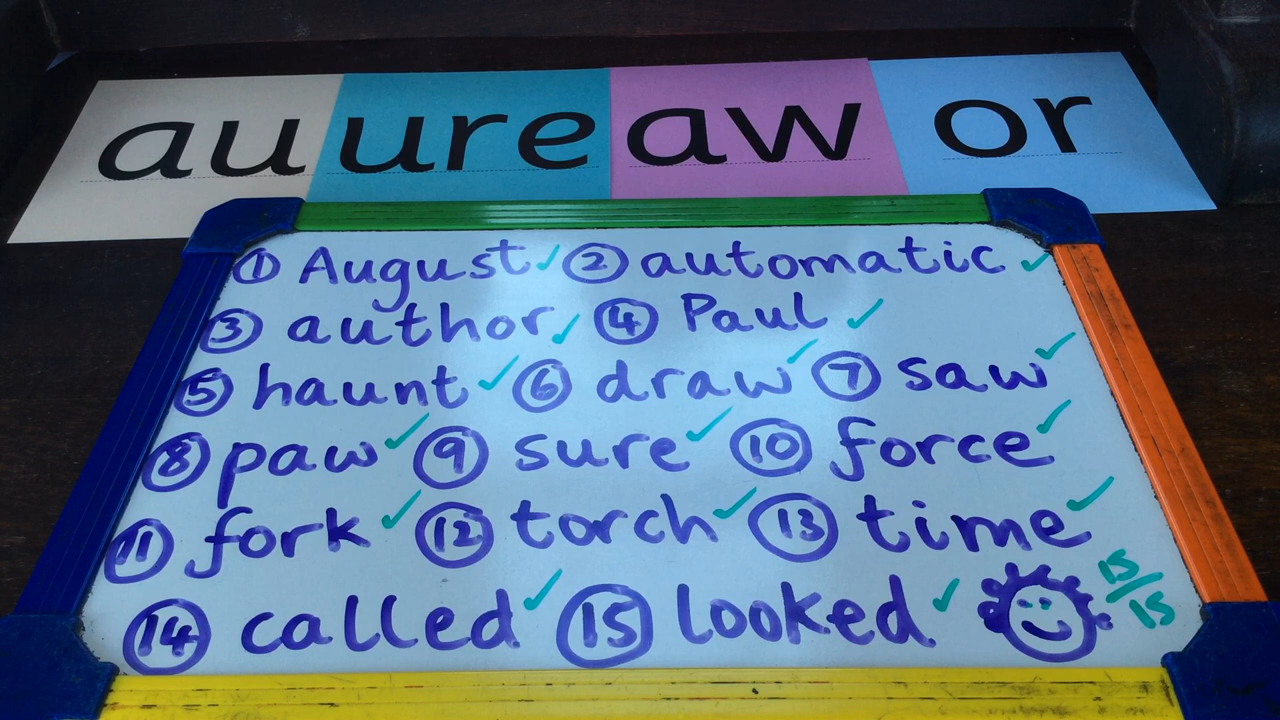 au ure aw or
① August ✓ ② automatic ✓
③ author ✓ ④ Paul ✓
⑤ haunt ✓ ⑥ draw ✓ ⑦ saw ✓
⑧ paw ✓ ⑨ sure ✓ ⑩ force ✓
⑪ fork ✓ ⑫ torch ✓ ⑬ time ✓
⑭ called ✓ ⑮ looked ✓ 15/15